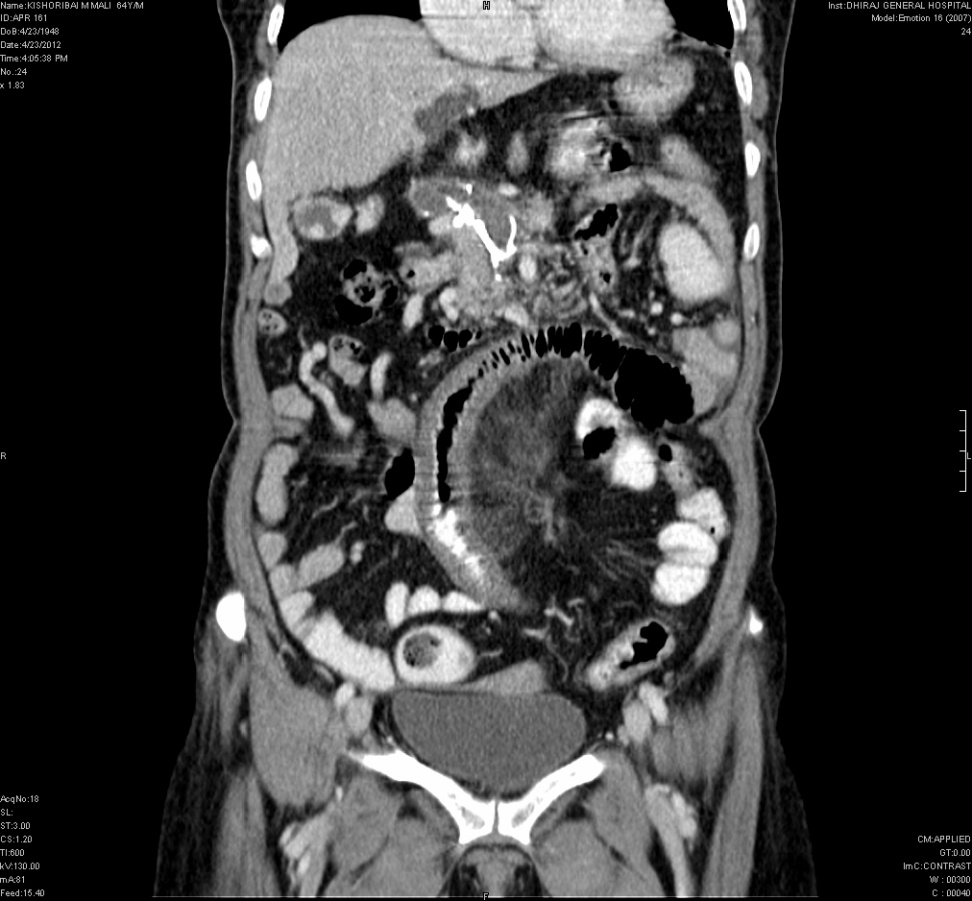 Name:KISHORIBAI M MALI 64Y/M
ID:APR 161
DoB:4/23/1948
Date:4/23/2012
Time:4:05:38 PM
No.:24
x 1.83
H
Inst:DHIRAJ GENERAL HOSPITAL
Model:Emotion 16 (2007)
24
R
L
AcqNo:18
SL:
ST:3.00
CS:1.20
TI:600
kV:130.00
mA:81
Feed:15.40
F
CM:APPLIED
GT:0.00
ImC:CONTRAST
W : 00300
C : 00040